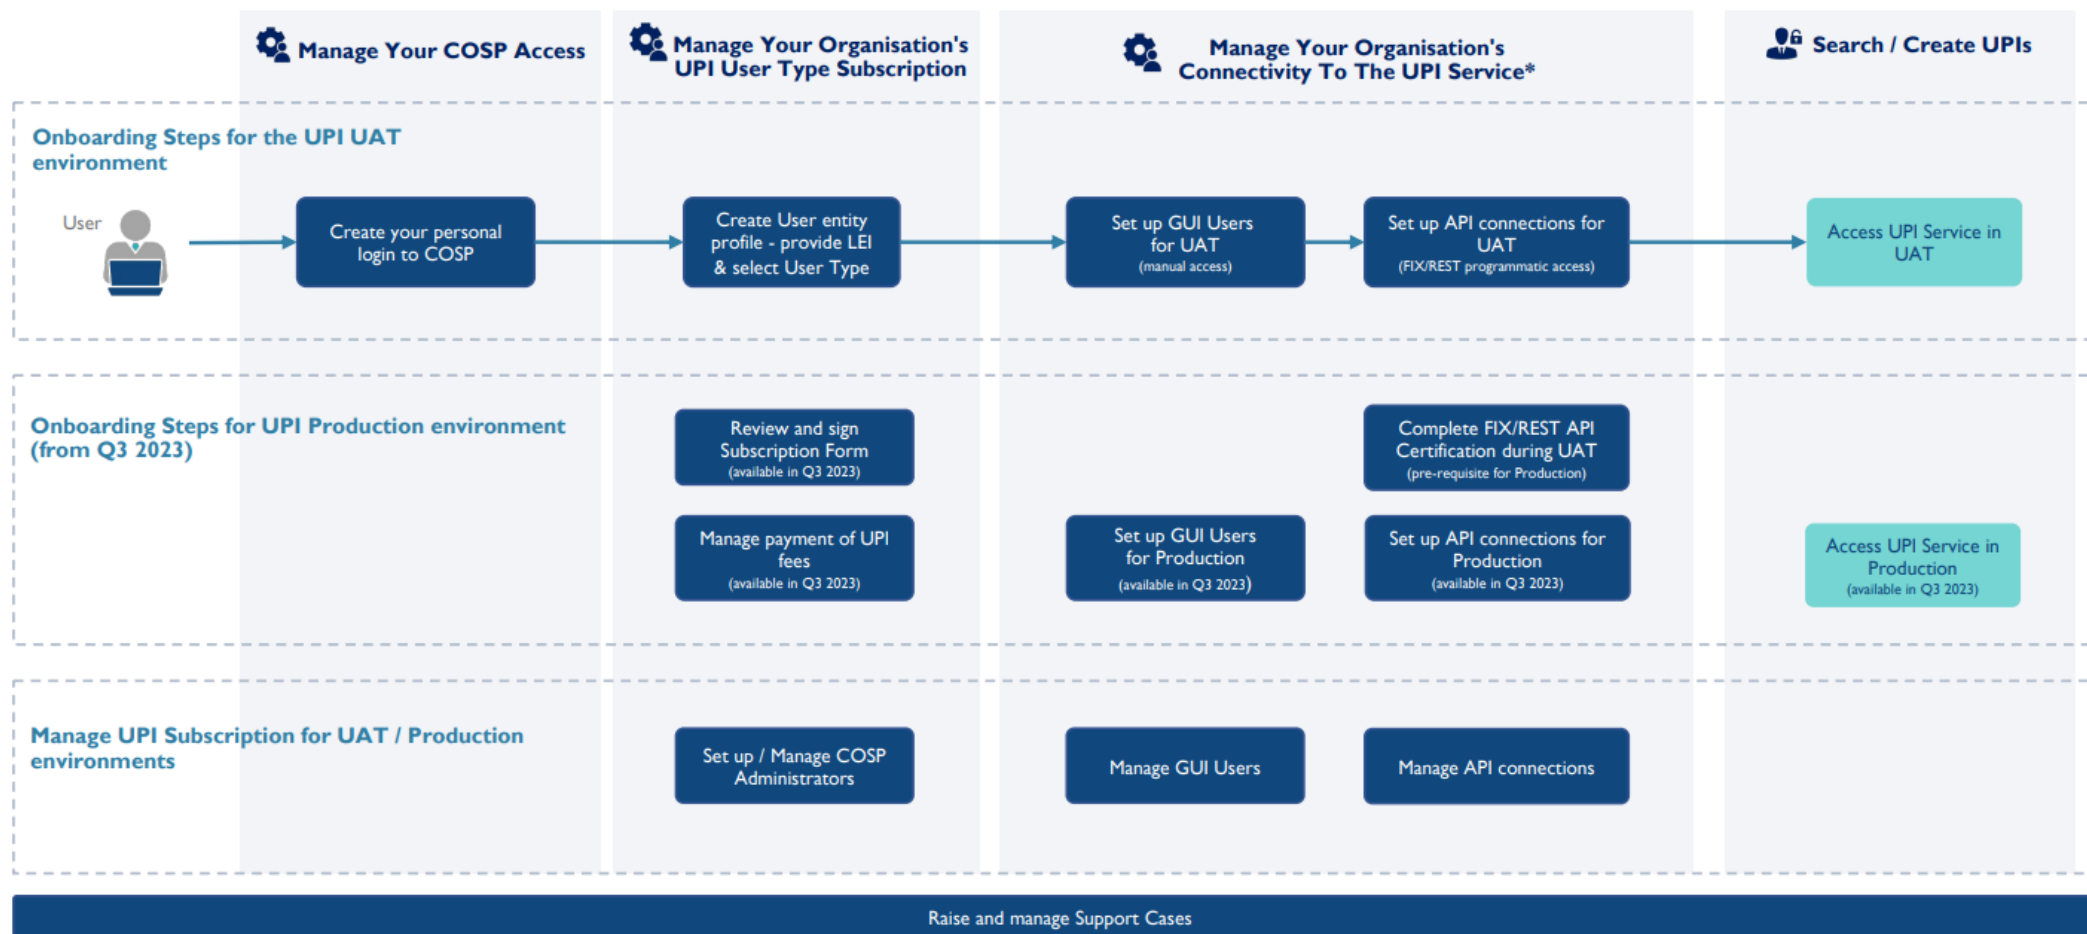 Manage Your COSP Access
Manage Your Organisation's
UPI User Type Subscription
Manage Your Organisation's
Connectivity To The UPI Service*
Search / Create UPIs
Onboarding Steps for the UPI UAT
environment
User
Create your personal
login to COSP
Create User entity
profile - provide LEI
& select User Type
Set up GUI Users
for UAT
(manual access)
Set up API connections for
UAT
(FIX/REST programmatic access)
Access UPI Service in
UAT
Onboarding Steps for UPI Production environment
(from Q3 2023)
Review and sign
Subscription Form
(available in Q3 2023)
Complete FIX/REST API
Certification during UAT
(pre-requisite for Production)
Manage payment of UPI
fees
(available in Q3 2023)
Set up GUI Users
for Production
(available in Q3 2023)
Set up API connections for
Production
(available in Q3 2023)
Access UPI Service in
Production
(available in Q3 2023)
Manage UPI Subscription for UAT / Production
environments
Set up / Manage COSP
Administrators
Manage GUI Users
Manage API connections
Raise and manage Support Cases